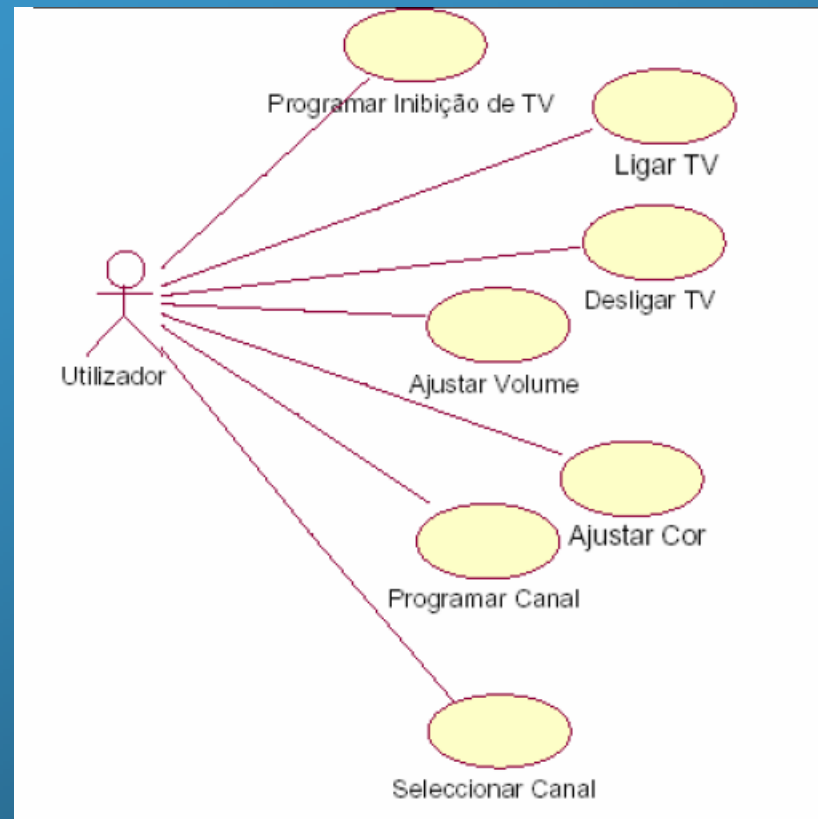 Programar Inibição de TV
Ligar TV
Desligar TV
Utilizador
Ajustar Volume
Ajustar Cor
Programar Canal
Seleccionar Canal